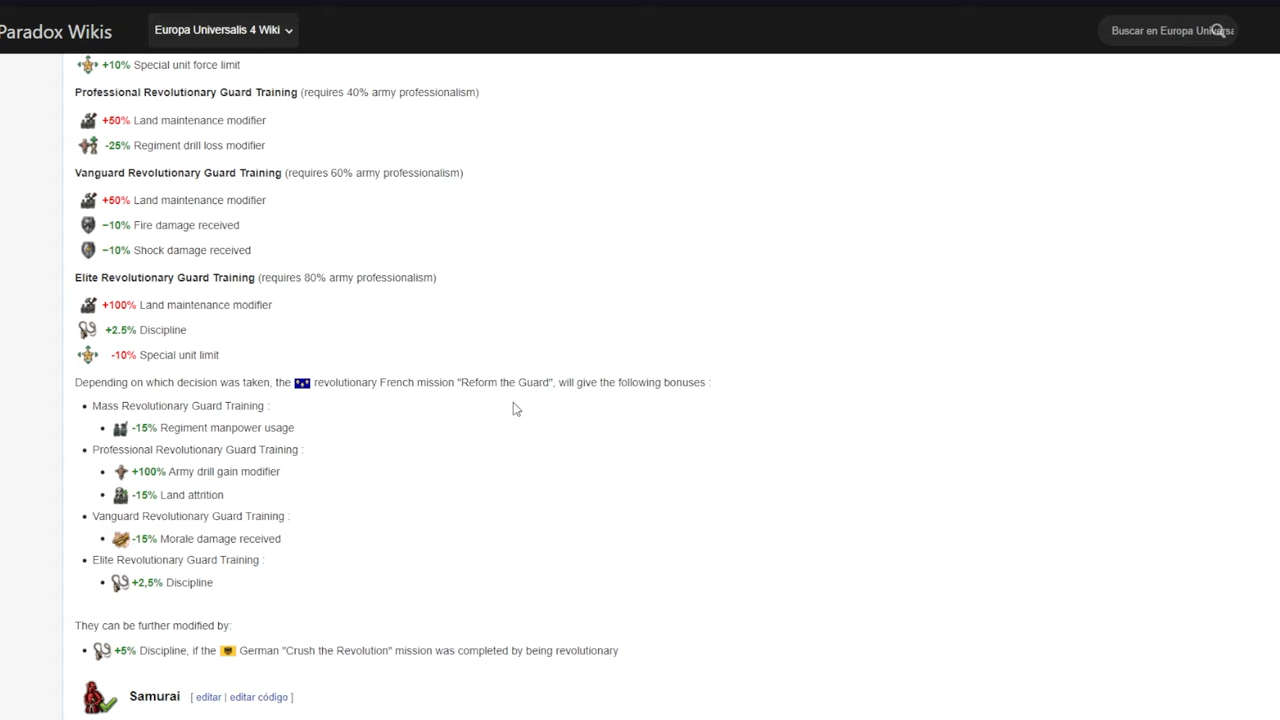 Paradox Wikis
Europa Universalis 4 Wiki
Buscar en Europa Universa
+10% Special unit force limit
Professional Revolutionary Guard Training (requires 40% army professionalism)
+50% Land maintenance modifier
-25% Regiment drill loss modifier
Vanguard Revolutionary Guard Training (requires 60% army professionalism)
+50% Land maintenance modifier
−10% Fire damage received
−10% Shock damage received
Elite Revolutionary Guard Training (requires 80% army professionalism)
+100% Land maintenance modifier
+2.5% Discipline
-10% Special unit limit
Depending on which decision was taken, the revolutionary French mission "Reform the Guard", will give the following bonuses :
Mass Revolutionary Guard Training :
-15% Regiment manpower usage
Professional Revolutionary Guard Training :
+100% Army drill gain modifier
-15% Land attrition
Vanguard Revolutionary Guard Training :
-15% Morale damage received
Elite Revolutionary Guard Training :
+2,5% Discipline
They can be further modified by:
+5% Discipline, if the German "Crush the Revolution" mission was completed by being revolutionary
Samurai [ editar | editar código ]